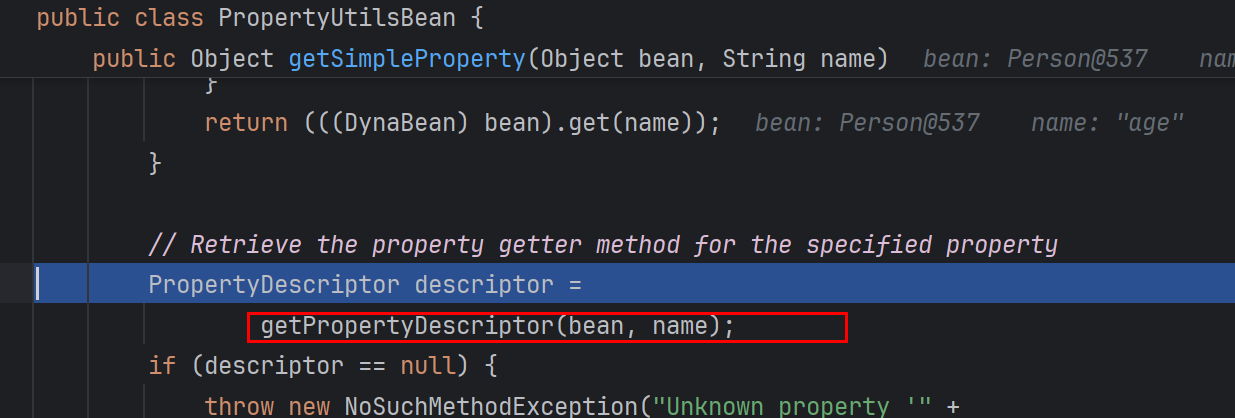 public class PropertyUtilsBean {
public Object getSimpleProperty(Object bean, String name) bean: Person@537 nam
}
return (((DynaBean) bean).get(name)); bean: Person@537 name: "age"
}
// Retrieve the property getter method for the specified property
PropertyDescriptor descriptor =
getPropertyDescriptor(bean, name);
if (descriptor == null) {
throw new NoSuchMethodException("Unknown property '" +